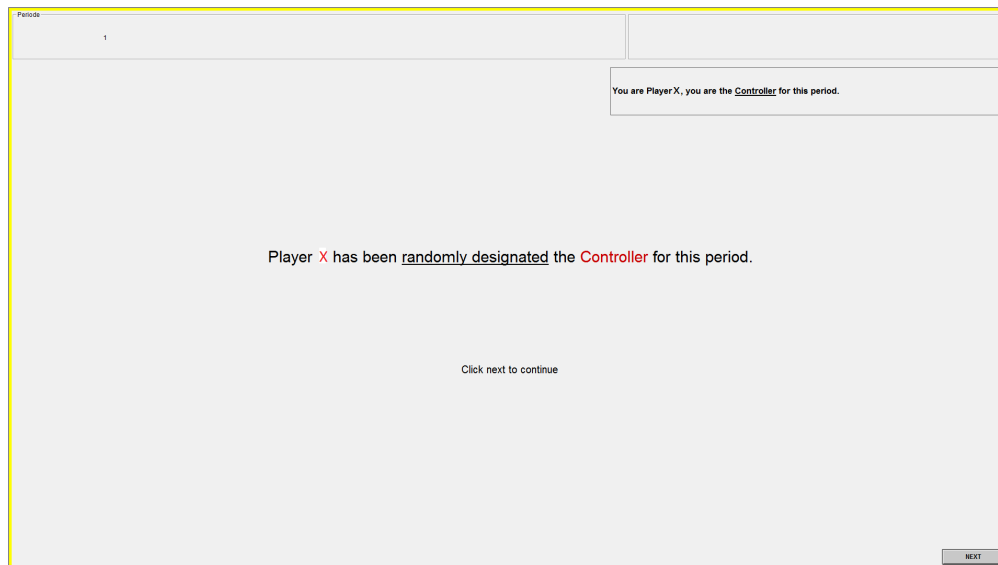 Periode
1
You are Player X, you are the Controller for this period.
Player X has been randomly designated the Controller for this period.
Click next to continue
NEXT